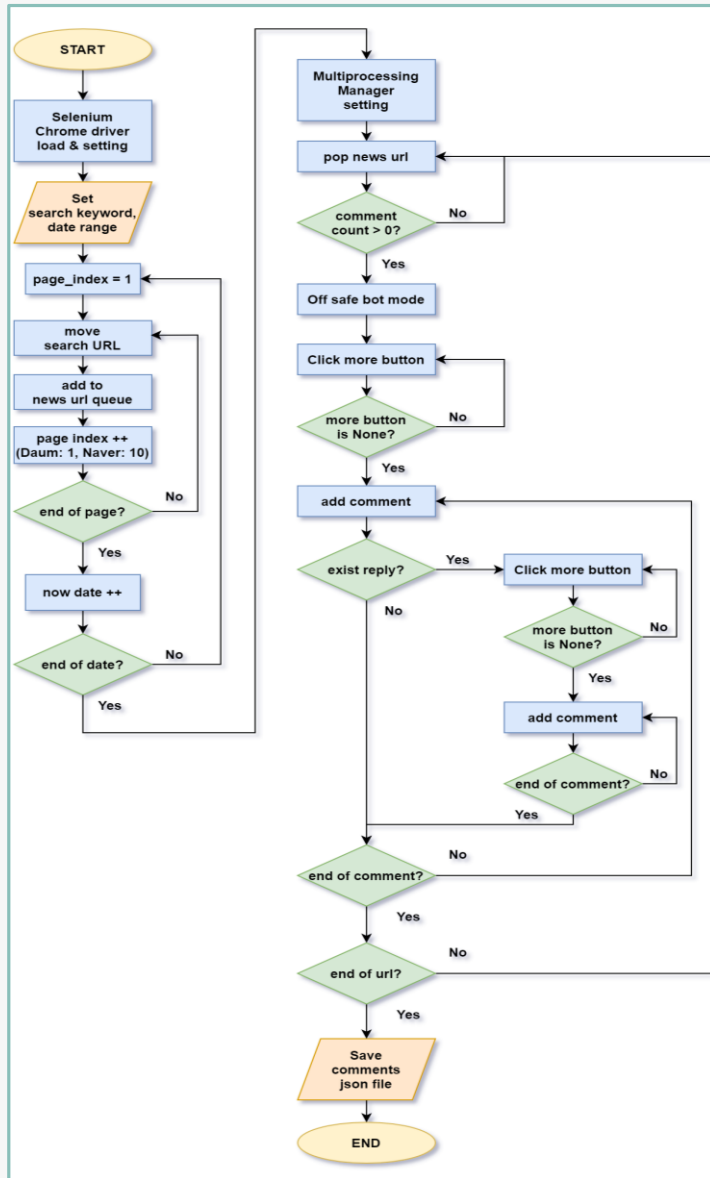 START
Selenium
Chrome driver
load & setting
Set
search keyword,
date range
page_index = 1
move
search URL
add to
news url queue
page index ++
(Daum: 1, Naver: 10)
end of page?
No
Yes
now date ++
end of date?
No
Yes
Multiprocessing
Manager
setting
pop news url
comment
count > 0?
No
Yes
Off safe bot mode
Click more button
more button
is None?
No
Yes
add comment
exist reply?
Yes
No
Click more button
more button
is None?
No
Yes
add comment
end of comment?
No
Yes
end of comment?
No
Yes
end of url?
No
Yes
Save
comments
json file
END